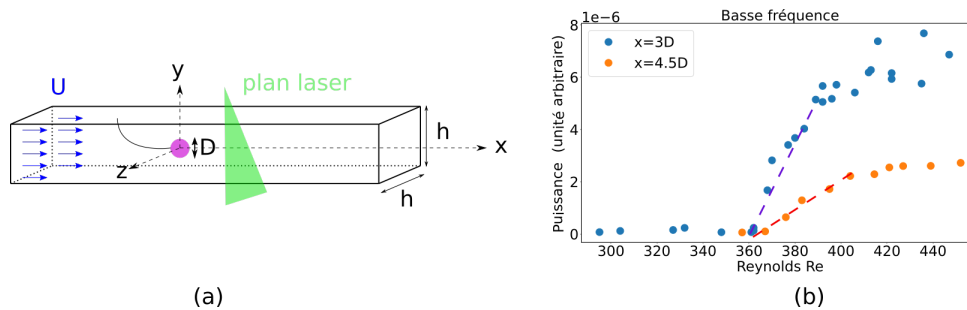 U
y
plan laser
D
x
z
h
h
(a)
Basse fréquence
1e−6
8
6
4
2
0
Puissance (unité arbitraire)
x=3D
x=4.5D
300 320 340 360 380 400 420 440
Reynolds Re
(b)